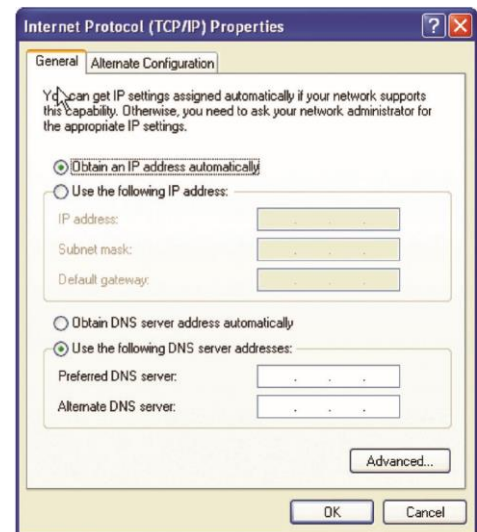 Internet Protocol (TCP/IP) Properties
General
Alternate Configuration
You can get IP settings assigned automatically if your network supports
this capability. Otherwise, you need to ask your network administrator for
the appropriate IP settings.
Obtain an IP address automatically
Use the following IP address:
IP address:
Subnet mask:
Default gateway:
Obtain DNS server address automatically
Use the following DNS server addresses:
Preferred DNS server:
Alternate DNS server:
Advanced...
OK
Cancel